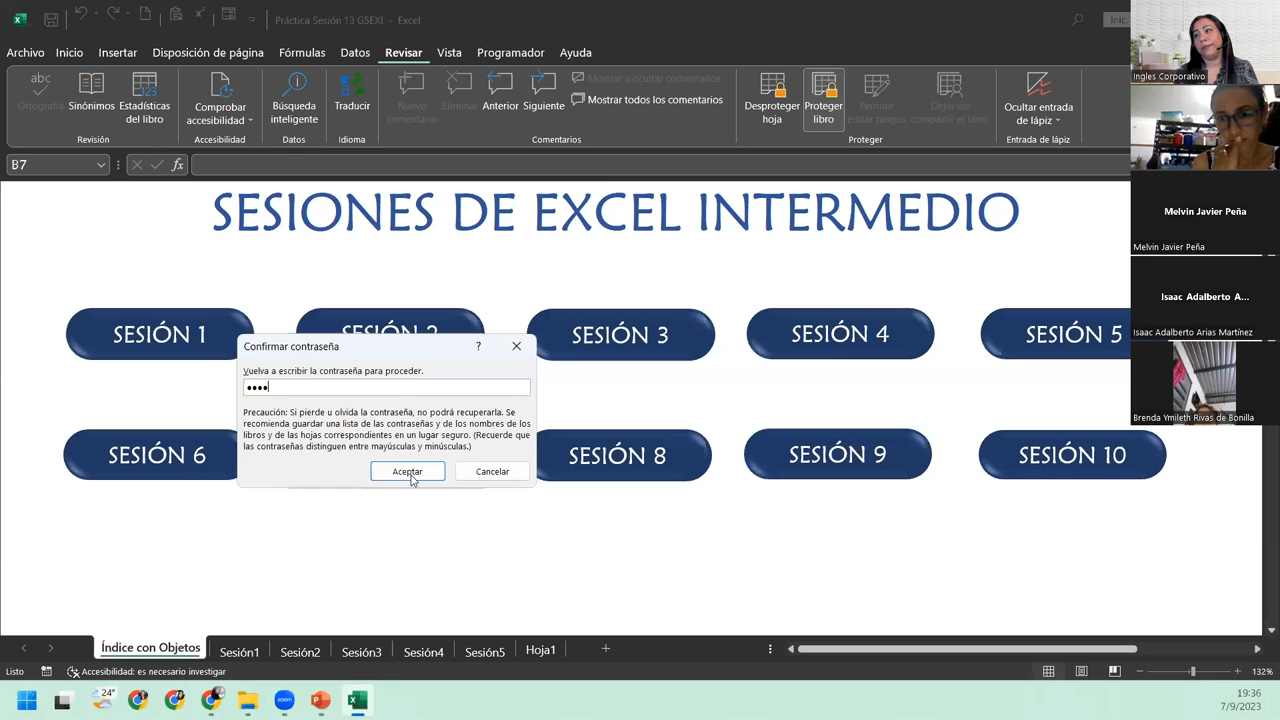 Práctica Sesión 13 G5EXI - Excel
Inic
Archivo Inicio Insertar Disposición de página Fórmulas Datos Revisar Vista Programador Ayuda
Ortografía
Sinónimos
Estadísticas del libro
Comprobar accesibilidad
Búsqueda inteligente
Traducir
Nuevo comentario
Eliminar
Anterior
Siguiente
Mostrar u ocultar comentarios
Mostrar todos los comentarios
Desproteger hoja
Proteger libro
Permitir editar rangos
Dejar de compartir el libro
Ocultar entrada de lápiz
Revisión Accesibilidad Datos Idioma Comentarios Proteger Entrada de lápiz
B7
fx
SESIONES DE EXCEL INTERMEDIO
SESIÓN 1 SESIÓN 2 SESIÓN 3 SESIÓN 4 SESIÓN 5
Confirmar contraseña ?
Vuelva a escribir la contraseña para proceder.
••••
Precaución: Si pierde u olvida la contraseña, no podrá recuperarla. Se
recomienda guardar una lista de las contraseñas y de los nombres de los
libros y de las hojas correspondientes en un lugar seguro. (Recuerde que
las contraseñas distinguen entre mayúsculas y minúsculas.)
Aceptar Cancelar
SESIÓN 6 SESIÓN 8 SESIÓN 9 SESIÓN 10
Ingles Corporativo
Melvin Javier Peña
Melvin Javier Peña
Isaac Adalberto A...
Isaac Adalberto Arias Martínez
Brenda Ymileth Rivas de Bonilla
Índice con Objetos Sesión1 Sesión2 Sesión3 Sesión4 Sesión5 Hoja1
Listo Accesibilidad: es necesario investigar 132%
24°
zoom
19:36
7/9/2023